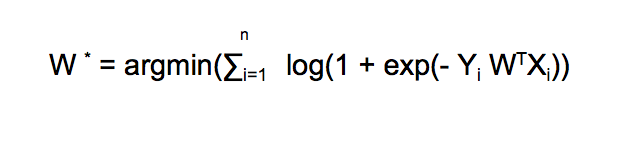 n
W * = argmin(∑i=1 log(1 + exp(- Yi WTXi))